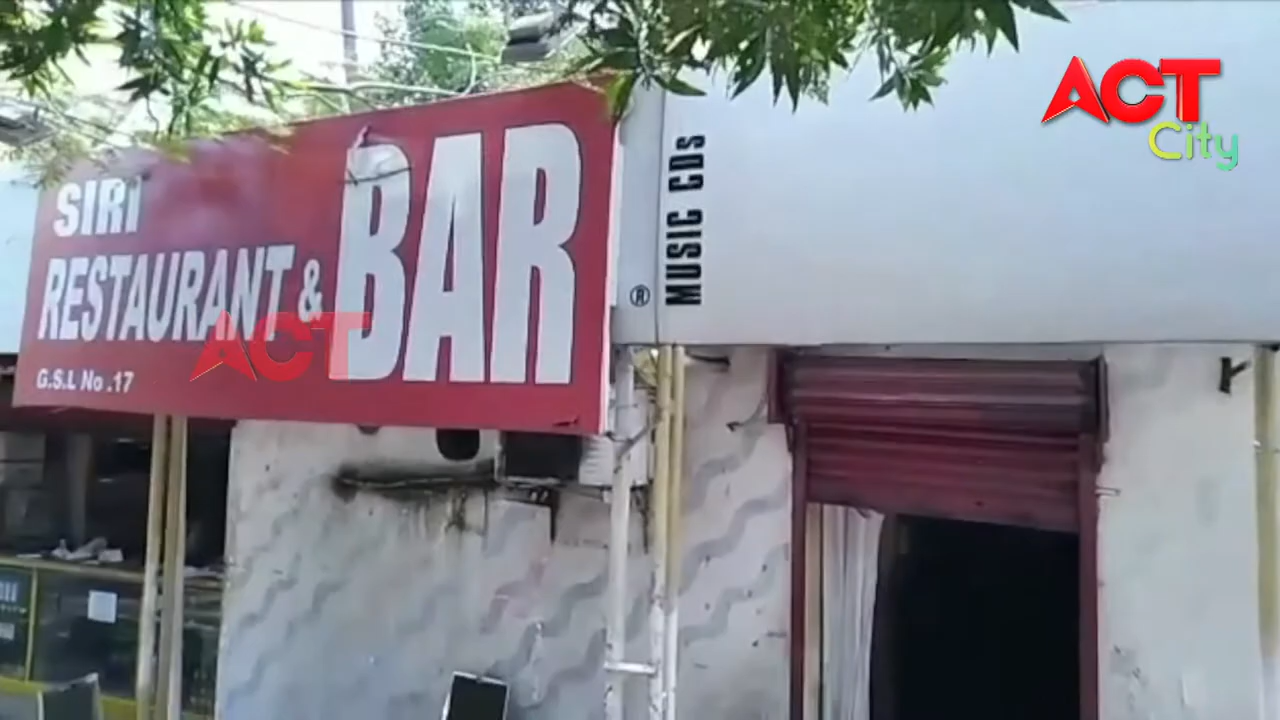 SIRI
RESTAURANT & BAR
G.S.L No.17
® MUSIC CDs
ACT
City
ACT